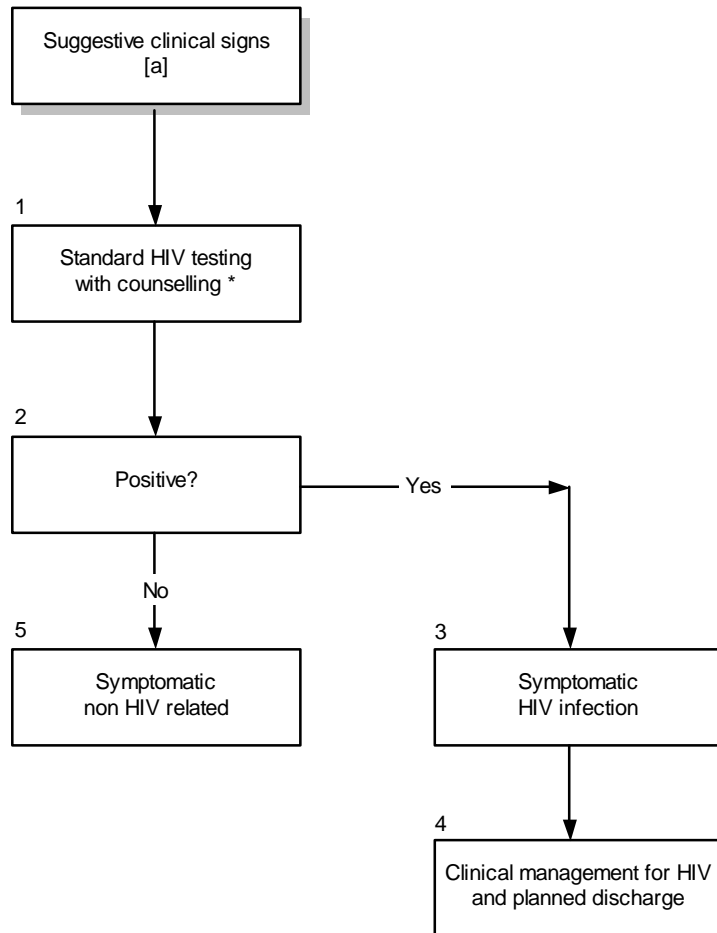 Suggestive clinical signs
[a]
1
Standard HIV testing
with counselling *
2
Positive?
Yes
No
5
Symptomatic
non HIV related
3
Symptomatic
HIV infection
4
Clinical management for HIV
and planned discharge